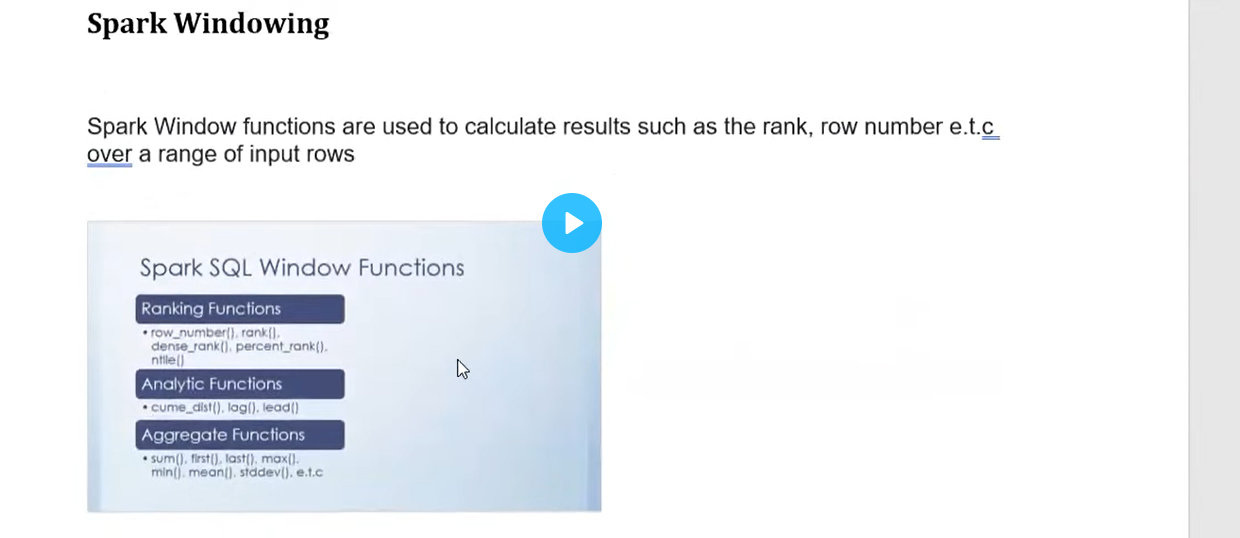 Spark Windowing
Spark Window functions are used to calculate results such as the rank, row number e.t.c
over a range of input rows
Spark SQL Window Functions
Ranking Functions
• row_number(), rank(),
dense_rank(), percent_rank(),
ntile()
Analytic Functions
• cume_dist(), lag(), lead()
Aggregate Functions
• sum(), first(), last(), max(),
min(), mean(), stddev(), e.t.c